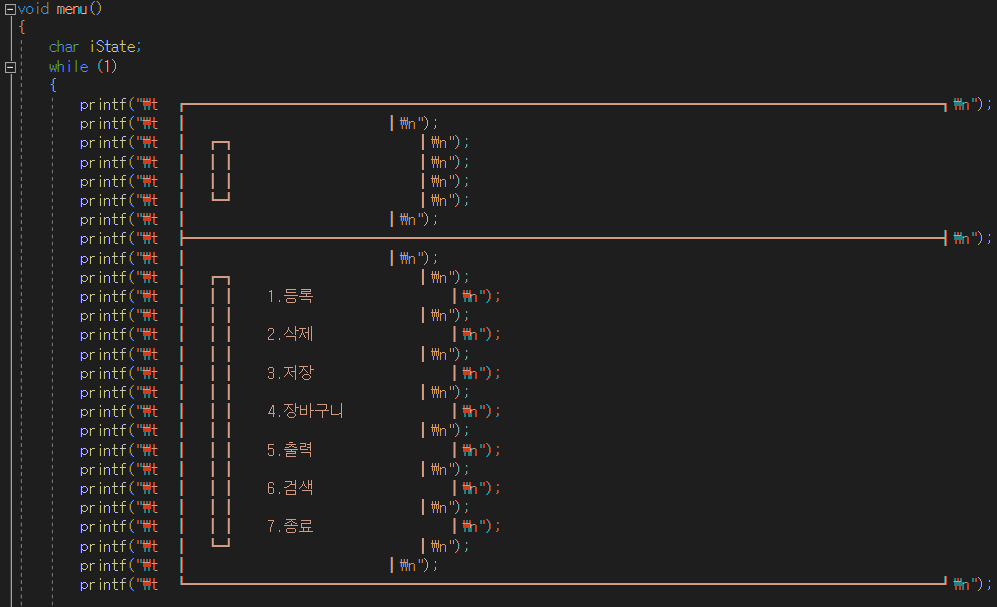 void menu()
{
char iState;
while (1)
{
printf("₩t ┏━━━━━━━━━━━━━━━━━━━━━━━━━━━━━━━━━━━━━━━━━━━━━━━━┓₩n");
printf("₩t ┃ ┃₩n");
printf("₩t ┃ ┏━┓ ┃₩n");
printf("₩t ┃ ┃ ┃ ┃₩n");
printf("₩t ┃ ┃ ┃ ┃₩n");
printf("₩t ┃ ┗━┛ ┃₩n");
printf("₩t ┃ ┃₩n");
printf("₩t ┣━━━━━━━━━━━━━━━━━━━━━━━━━━━━━━━━━━━━━━━━━━━━━━━━┫₩n");
printf("₩t ┃ ┃₩n");
printf("₩t ┃ ┏━┓ ┃₩n");
printf("₩t ┃ ┃ ┃ 1.등록 ┃₩n");
printf("₩t ┃ ┃ ┃ ┃₩n");
printf("₩t ┃ ┃ ┃ 2.삭제 ┃₩n");
printf("₩t ┃ ┃ ┃ ┃₩n");
printf("₩t ┃ ┃ ┃ 3.저장 ┃₩n");
printf("₩t ┃ ┃ ┃ ┃₩n");
printf("₩t ┃ ┃ ┃ 4.장바구니 ┃₩n");
printf("₩t ┃ ┃ ┃ ┃₩n");
printf("₩t ┃ ┃ ┃ 5.출력 ┃₩n");
printf("₩t ┃ ┃ ┃ ┃₩n");
printf("₩t ┃ ┃ ┃ 6.검색 ┃₩n");
printf("₩t ┃ ┃ ┃ ┃₩n");
printf("₩t ┃ ┃ ┃ 7.종료 ┃₩n");
printf("₩t ┃ ┗━┛ ┃₩n");
printf("₩t ┃ ┃₩n");
printf("₩t ┗━━━━━━━━━━━━━━━━━━━━━━━━━━━━━━━━━━━━━━━━━━━━━━━━┛₩n");